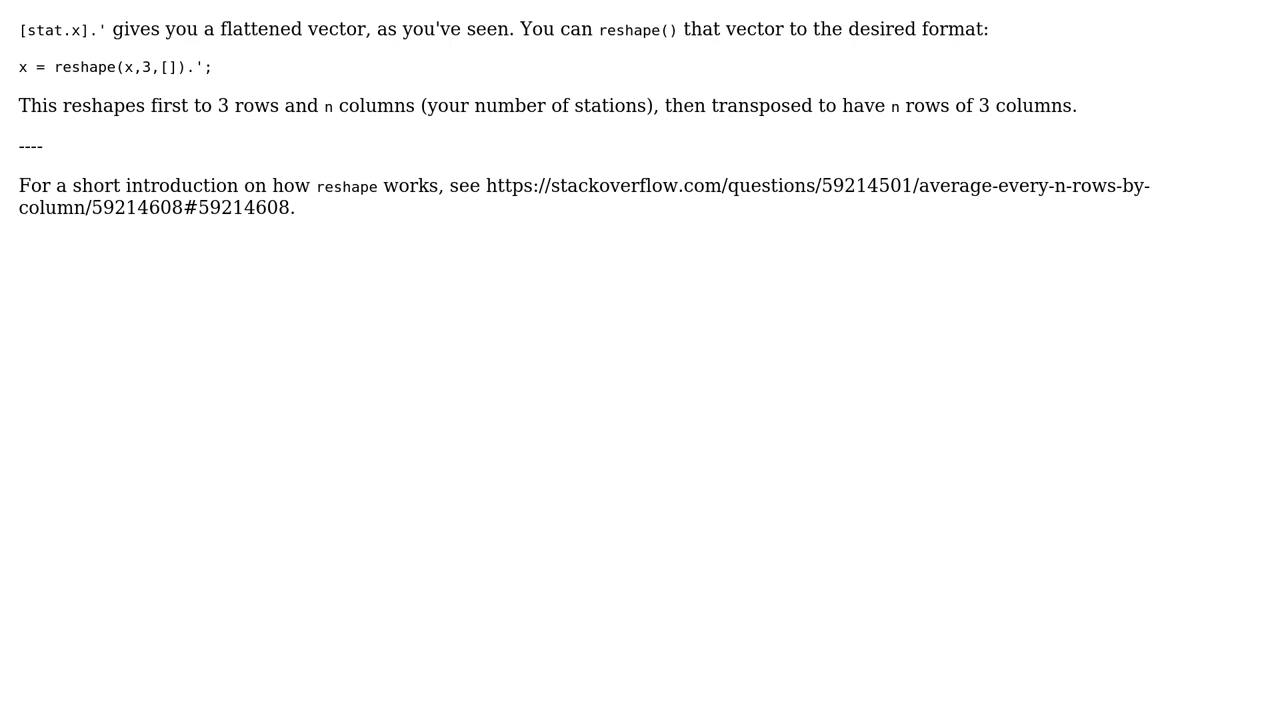 [stat.x].' gives you a flattened vector, as you've seen. You can reshape() that vector to the desired format:
x = reshape(x,3,[]).';
This reshapes first to 3 rows and n columns (your number of stations), then transposed to have n rows of 3 columns.
----
For a short introduction on how reshape works, see https://stackoverflow.com/questions/59214501/average-every-n-rows-by-
column/59214608#59214608.